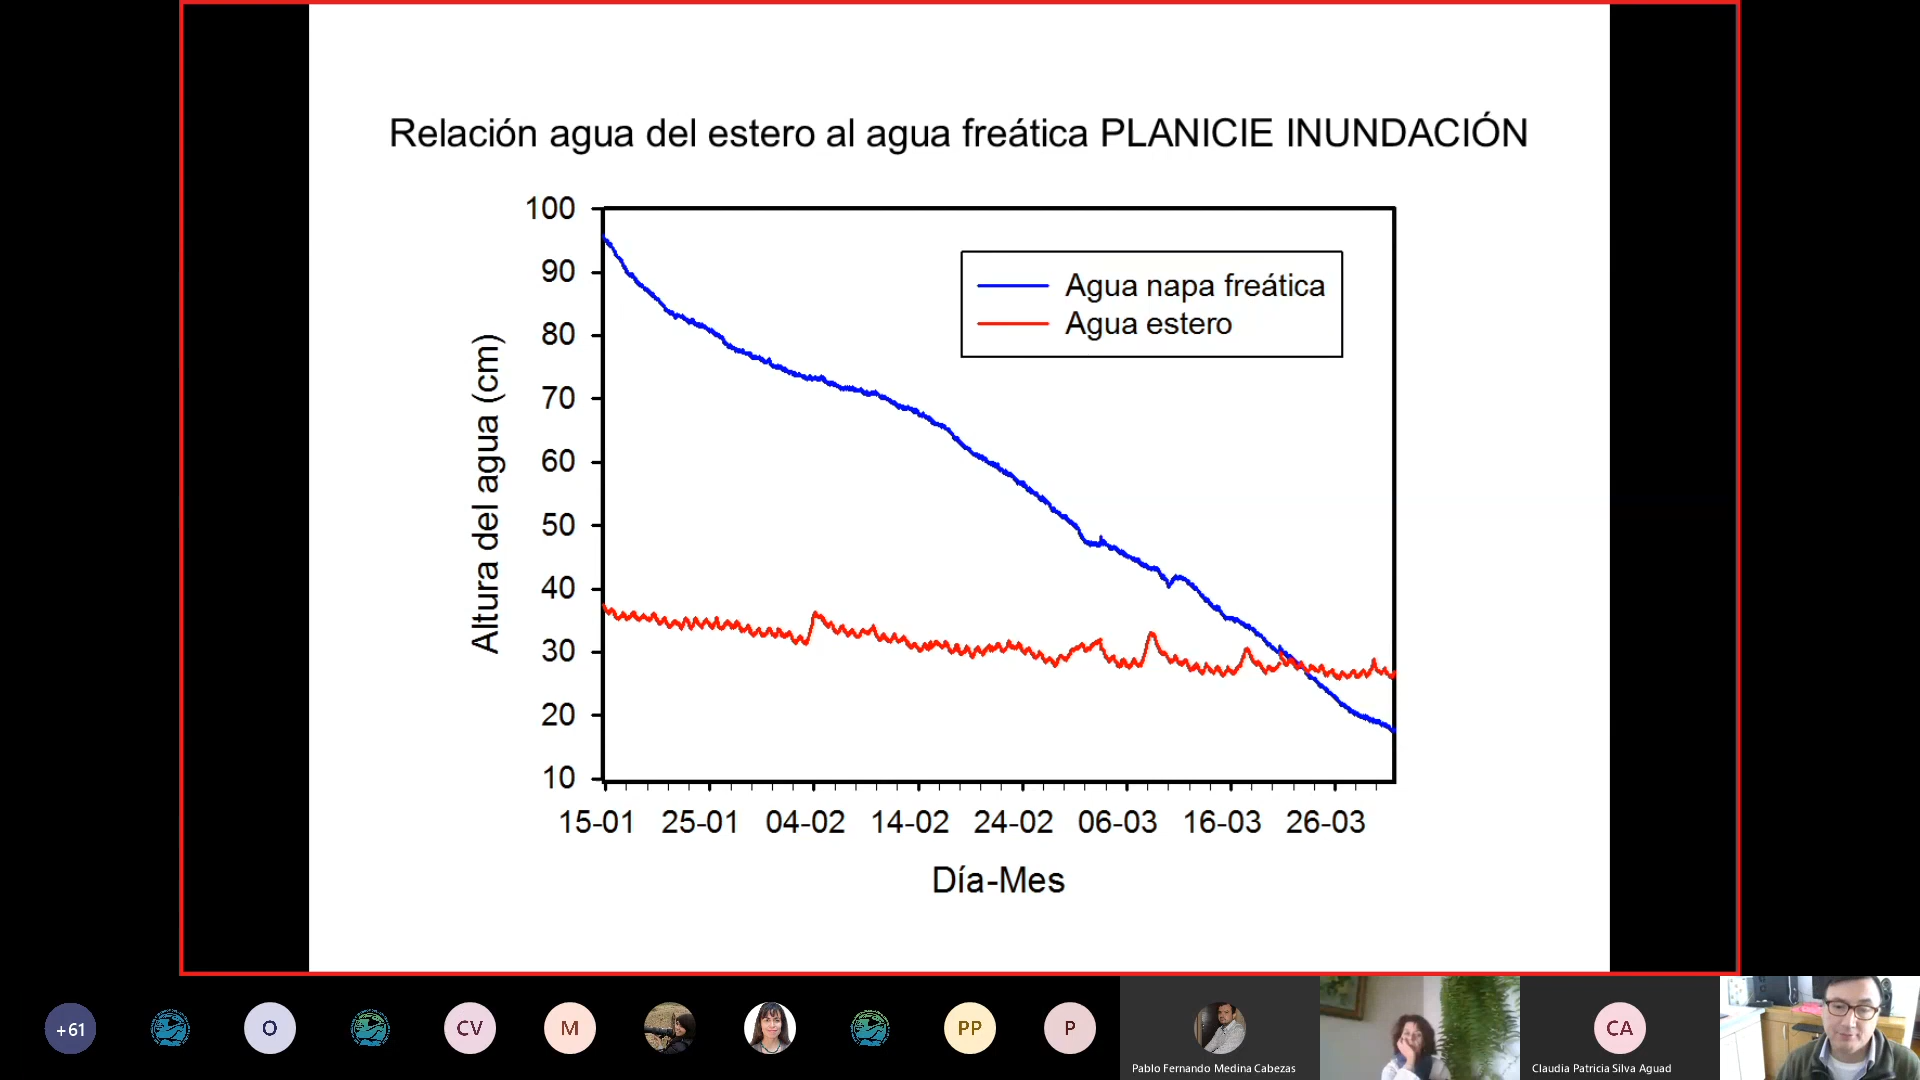 Relación agua del estero al agua freática PLANICIE INUNDACIÓN
100
90
80
70
60
50
40
30
20
10
Altura del agua (cm)
Agua napa freática
Agua estero
15-01 25-01 04-02 14-02 24-02 06-03 16-03 26-03
Día-Mes
+61 O CV M PP P CA
Pablo Fernando Medina Cabezas
Claudia Patricia Silva Aguad